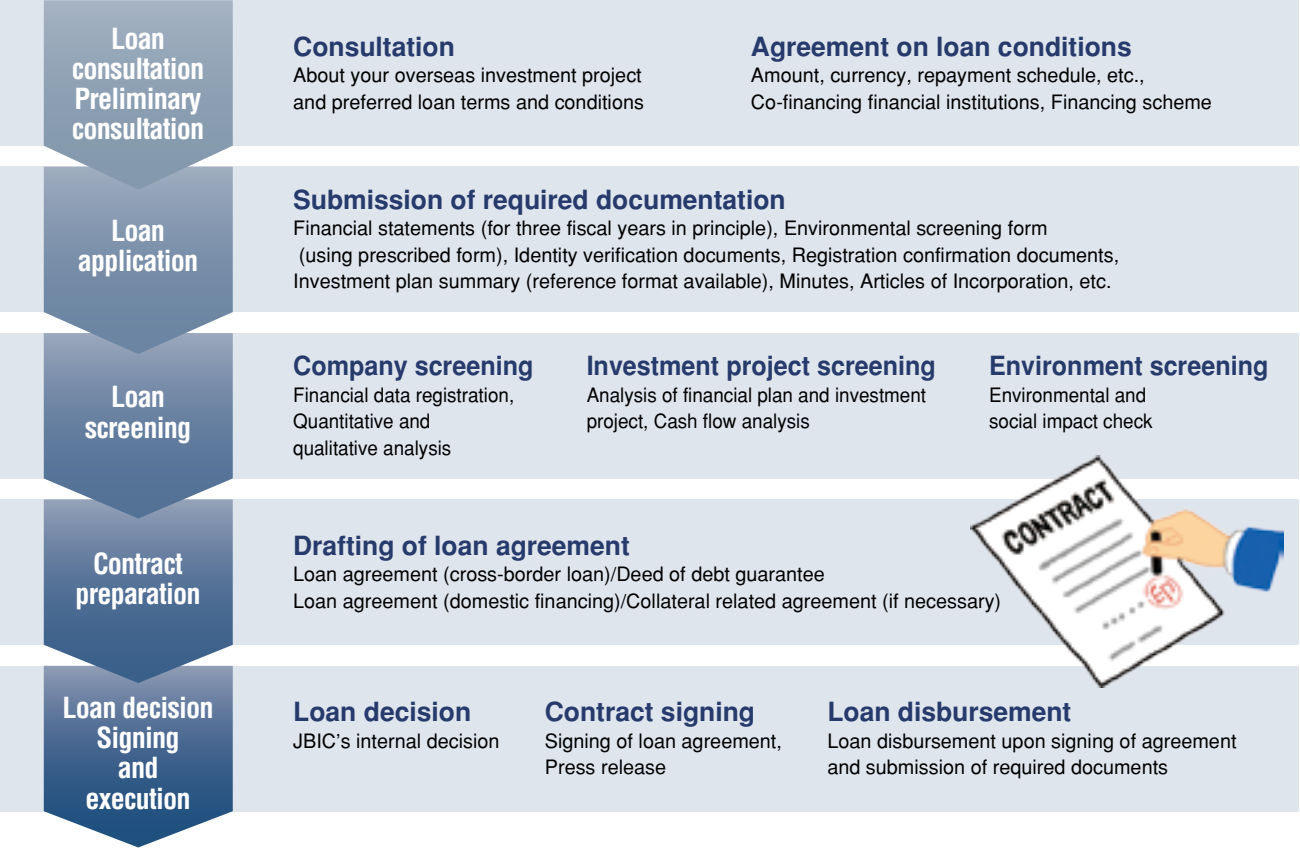 Loan
consultation
Preliminary
consultation
Consultation
About your overseas investment project
and preferred loan terms and conditions
Agreement on loan conditions
Amount, currency, repayment schedule, etc.,
Co-financing financial institutions, Financing scheme
Loan
application
Submission of required documentation
Financial statements (for three fiscal years in principle), Environmental screening form
(using prescribed form), Identity verification documents, Registration confirmation documents,
Investment plan summary (reference format available), Minutes, Articles of Incorporation, etc.
Loan
screening
Company screening
Financial data registration,
Quantitative and
qualitative analysis
Investment project screening
Analysis of financial plan and investment
project, Cash flow analysis
Environment screening
Environmental and
social impact check
Contract
preparation
Drafting of loan agreement
Loan agreement (cross-border loan)/Deed of debt guarantee
Loan agreement (domestic financing)/Collateral related agreement (if necessary)
CONTRACT
Loan decision
Signing
and
execution
Loan decision
JBIC's internal decision
Contract signing
Signing of loan agreement,
Press release
Loan disbursement
Loan disbursement upon signing of agreement
and submission of required documents